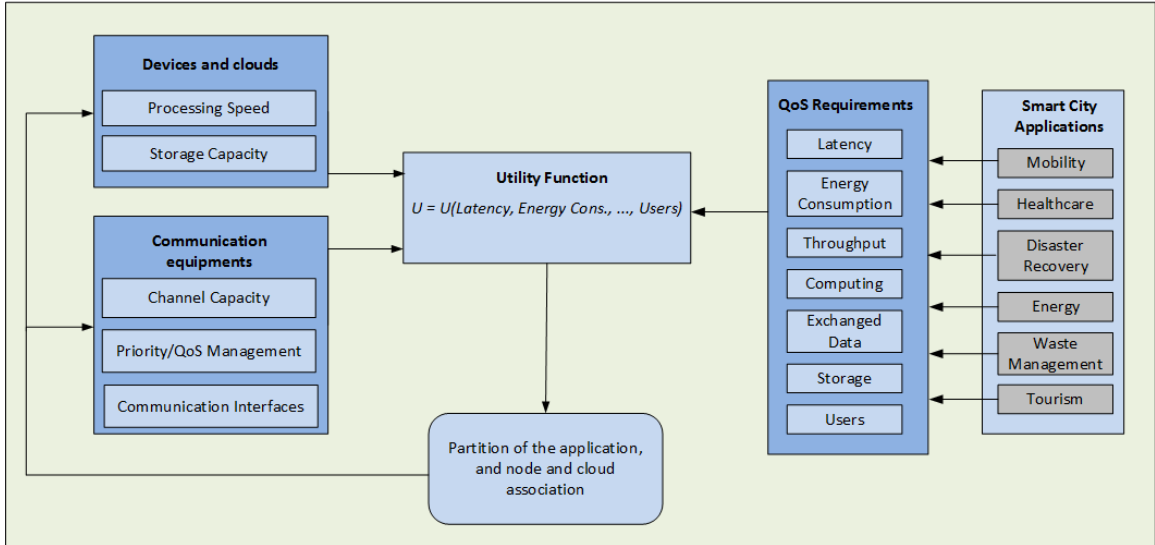 Devices and clouds
Processing Speed
Storage Capacity
Communication
equipments
Channel Capacity
Priority/QoS Management
Communication Interfaces
Utility Function
U = U(Latency, Energy Cons., ..., Users)
Partition of the application,
and node and cloud
association
QoS Requirements
Latency
Energy
Consumption
Throughput
Computing
Exchanged
Data
Storage
Users
Smart City
Applications
Mobility
Healthcare
Disaster
Recovery
Energy
Waste
Management
Tourism